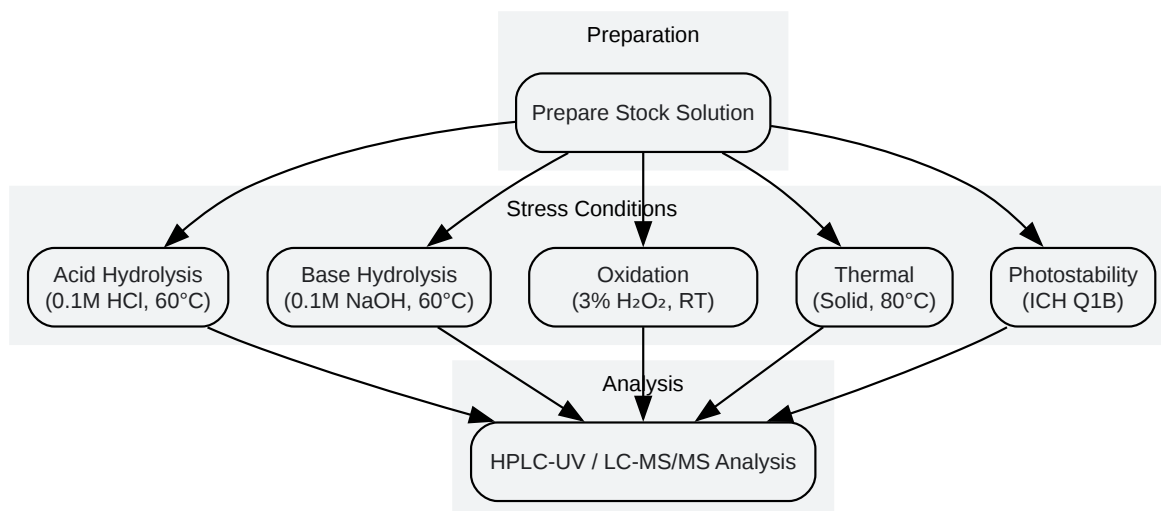 Preparation
Prepare Stock Solution
Stress Conditions
Acid Hydrolysis
(0.1M HCl, 60°C)
Base Hydrolysis
(0.1M NaOH, 60°C)
Oxidation
(3% H₂O₂, RT)
Thermal
(Solid, 80°C)
Photostability
(ICH Q1B)
Analysis
HPLC-UV / LC-MS/MS Analysis